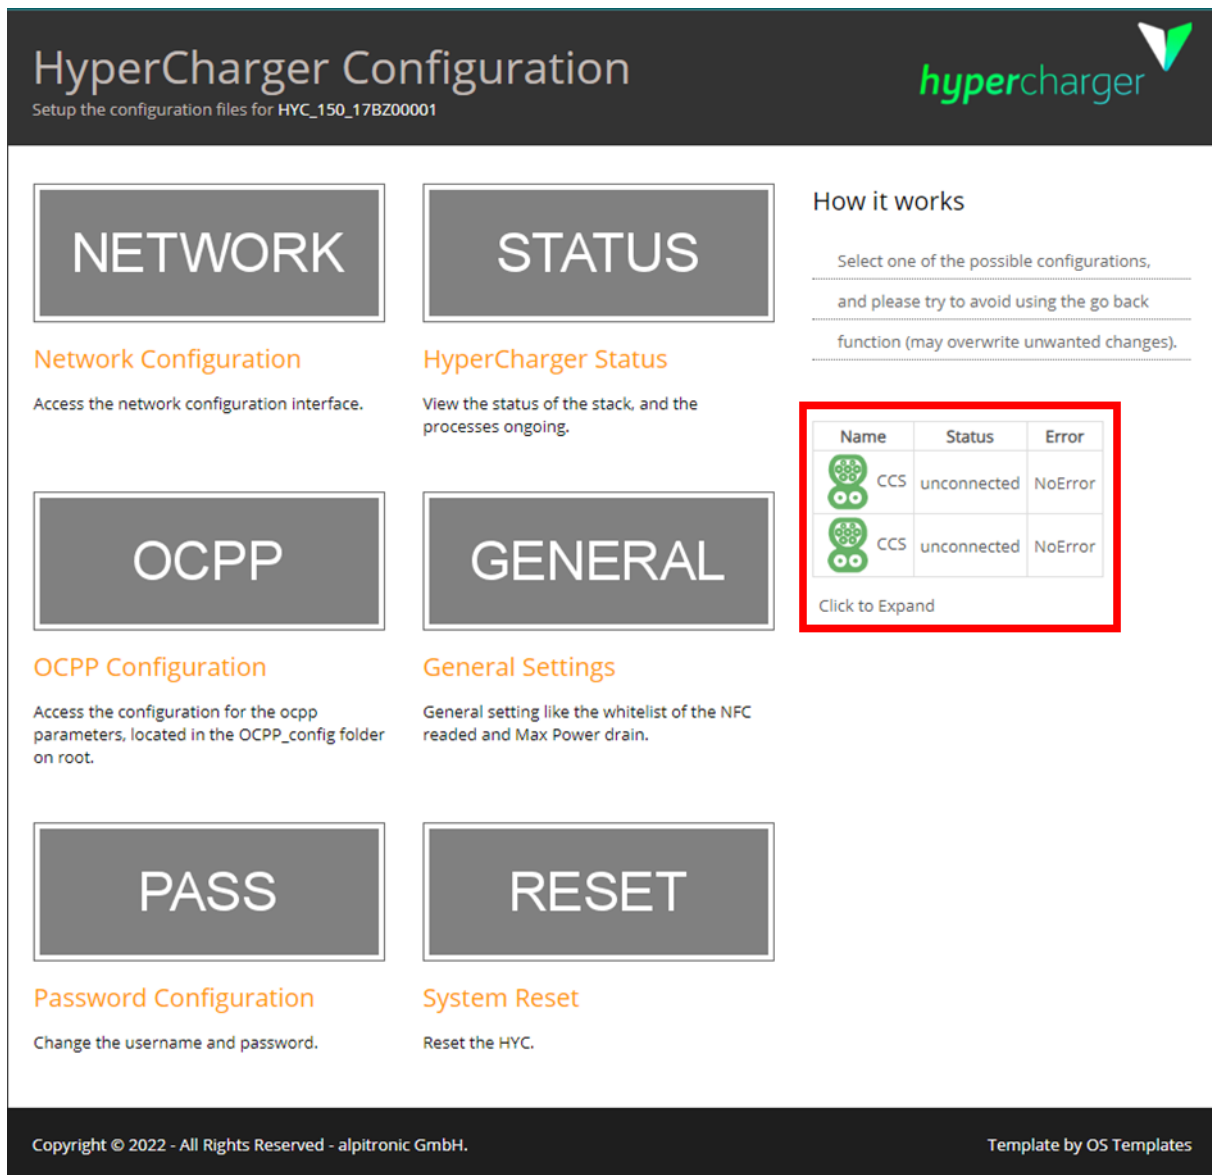 HyperCharger Configuration
Setup the configuration files for HYC_150_17BZ00001
hypercharger
NETWORK
Network Configuration
Access the network configuration interface.
STATUS
HyperCharger Status
View the status of the stack, and the
processes ongoing.
OCPP
OCPP Configuration
Access the configuration for the ocpp
parameters, located in the OCPP_config folder
on root.
GENERAL
General Settings
General setting like the whitelist of the NFC
readed and Max Power drain.
PASS
Password Configuration
Change the username and password.
RESET
System Reset
Reset the HYC.
How it works
Select one of the possible configurations,
and please try to avoid using the go back
function (may overwrite unwanted changes).
Name Status Error
CCS unconnected NoError
CCS unconnected NoError
Click to Expand
Copyright © 2022 - All Rights Reserved - alpitronic GmbH.
Template by OS Templates